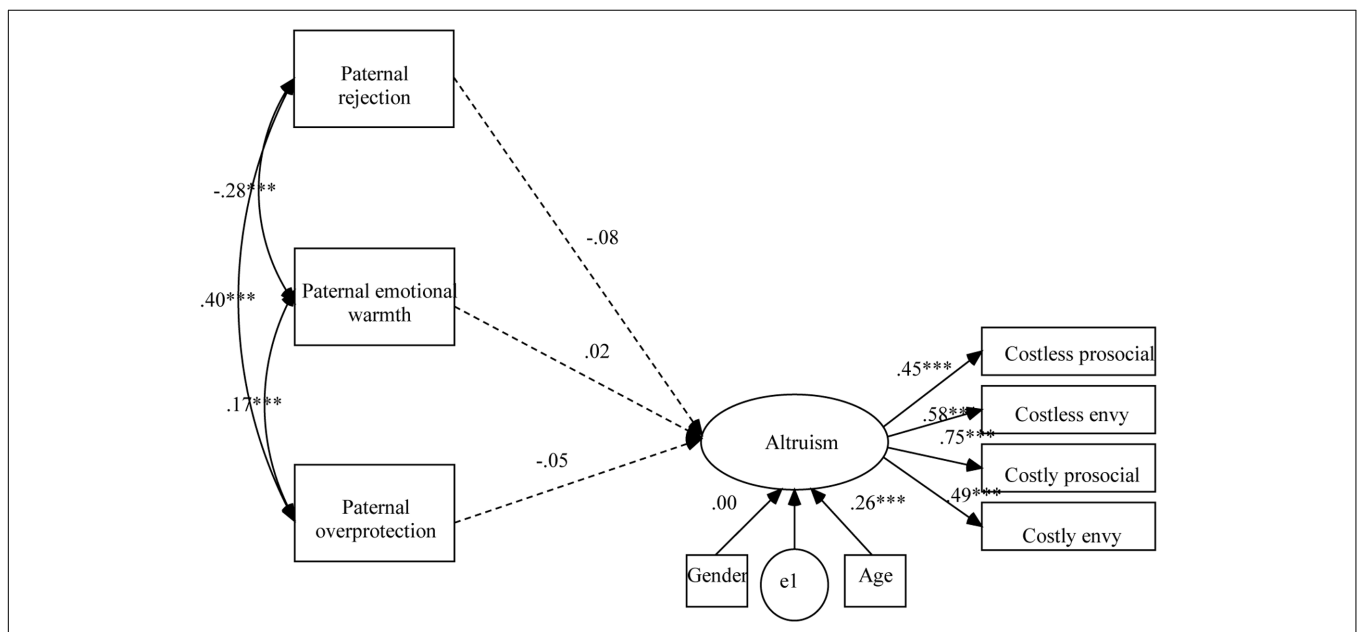 Paternal
rejection
-.28***
-.08
Paternal emotional
warmth
.40***
.02
Costless prosocial
.45***
.17***
Costless envy
.58***
.75***
Altruism
-.05
Costly prosocial
.49***
Paternal
overprotection
.00
.26***
Costly envy
Gender
e1
Age